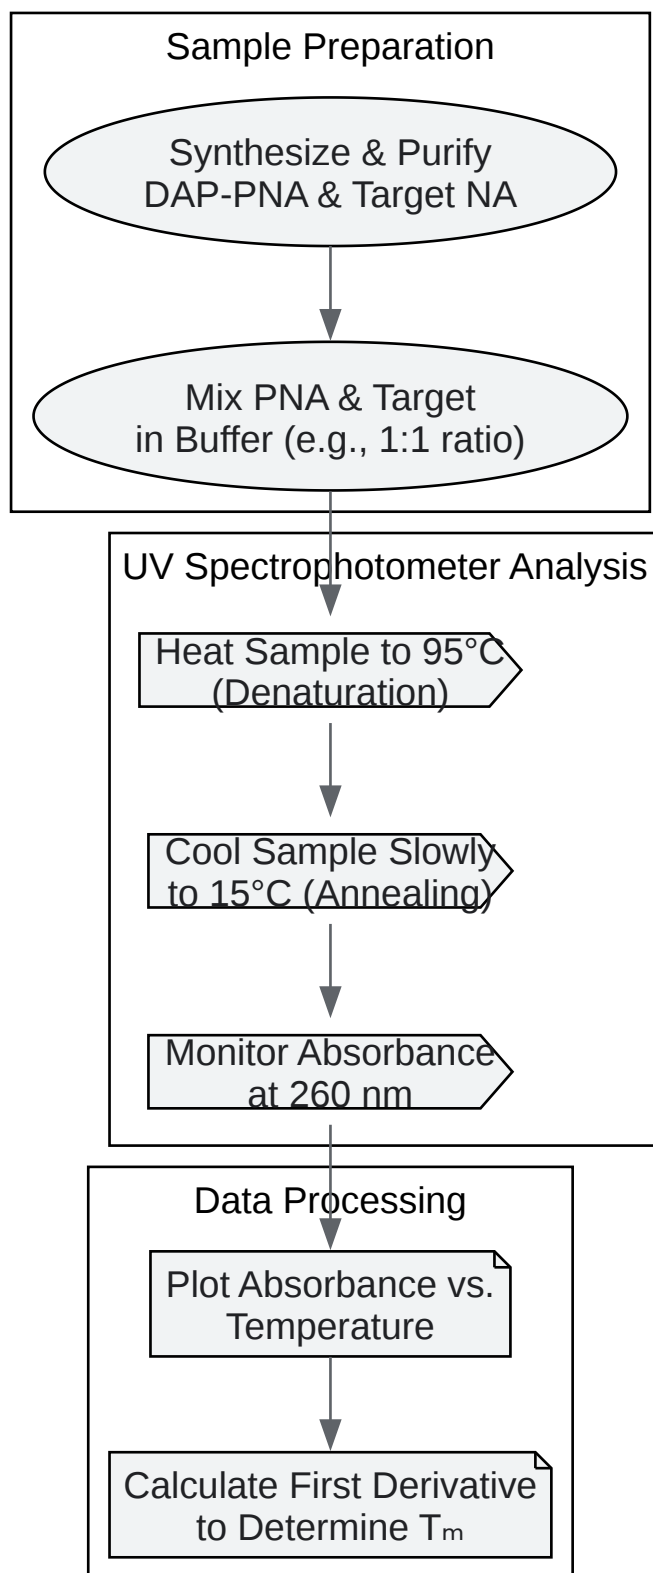 Sample Preparation
Synthesize & Purify
DAP-PNA & Target NA
Mix PNA & Target
in Buffer (e.g., 1:1 ratio)
UV Spectrophotometer Analysis
Heat Sample to 95°C
(Denaturation)
Cool Sample Slowly
to 15°C (Annealing)
Monitor Absorbance
at 260 nm
Data Processing
Plot Absorbance vs.
Temperature
Calculate First Derivative
to Determine Tₘ